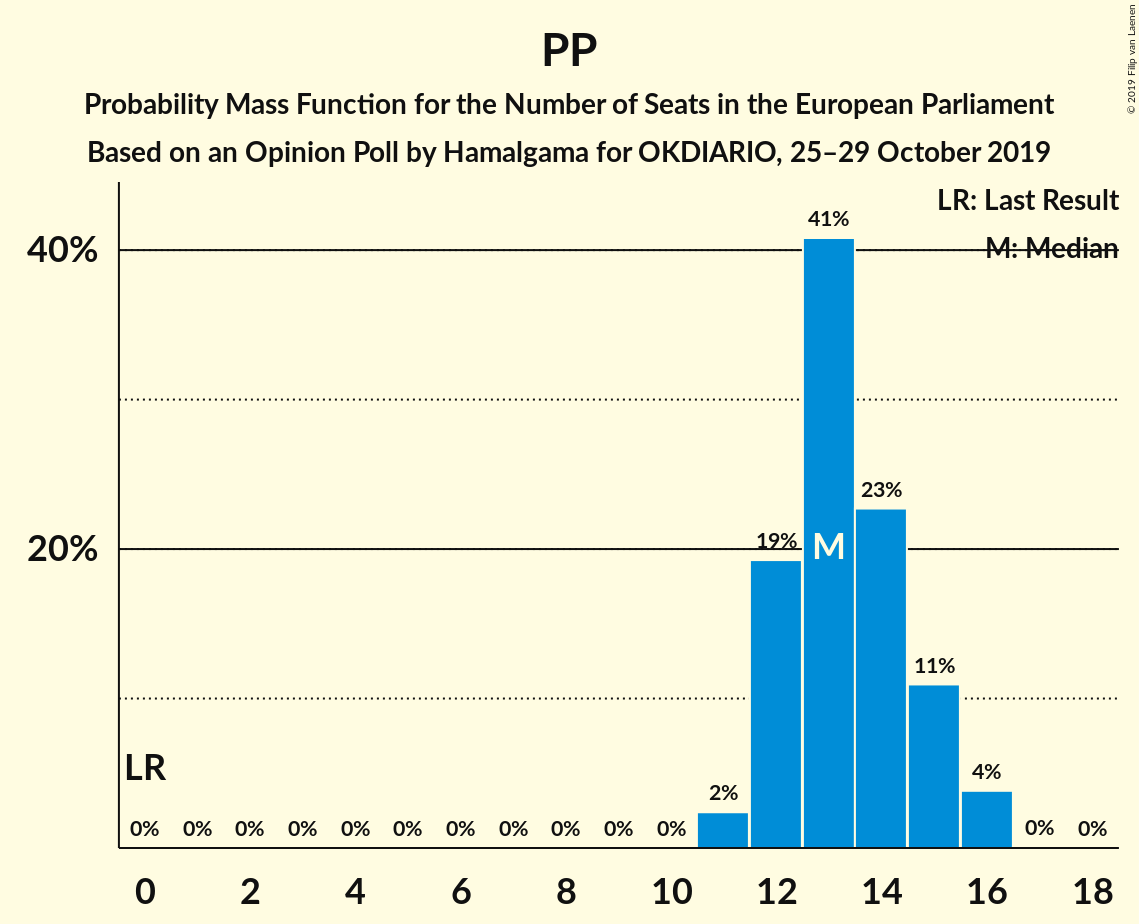 PP
Probability Mass Function for the Number of Seats in the European Parliament
Based on an Opinion Poll by Hamalgama for OKDIARIO, 25–29 October 2019
© 2019 Filip van Laenen
LR: Last Result
M: Median
40%
20%
41%
23%
19%
M
11%
LR
4%
2%
0% 0% 0% 0% 0% 0% 0% 0% 0% 0% 0% 0% 0%
0 2 4 6 8 10 12 14 16 18